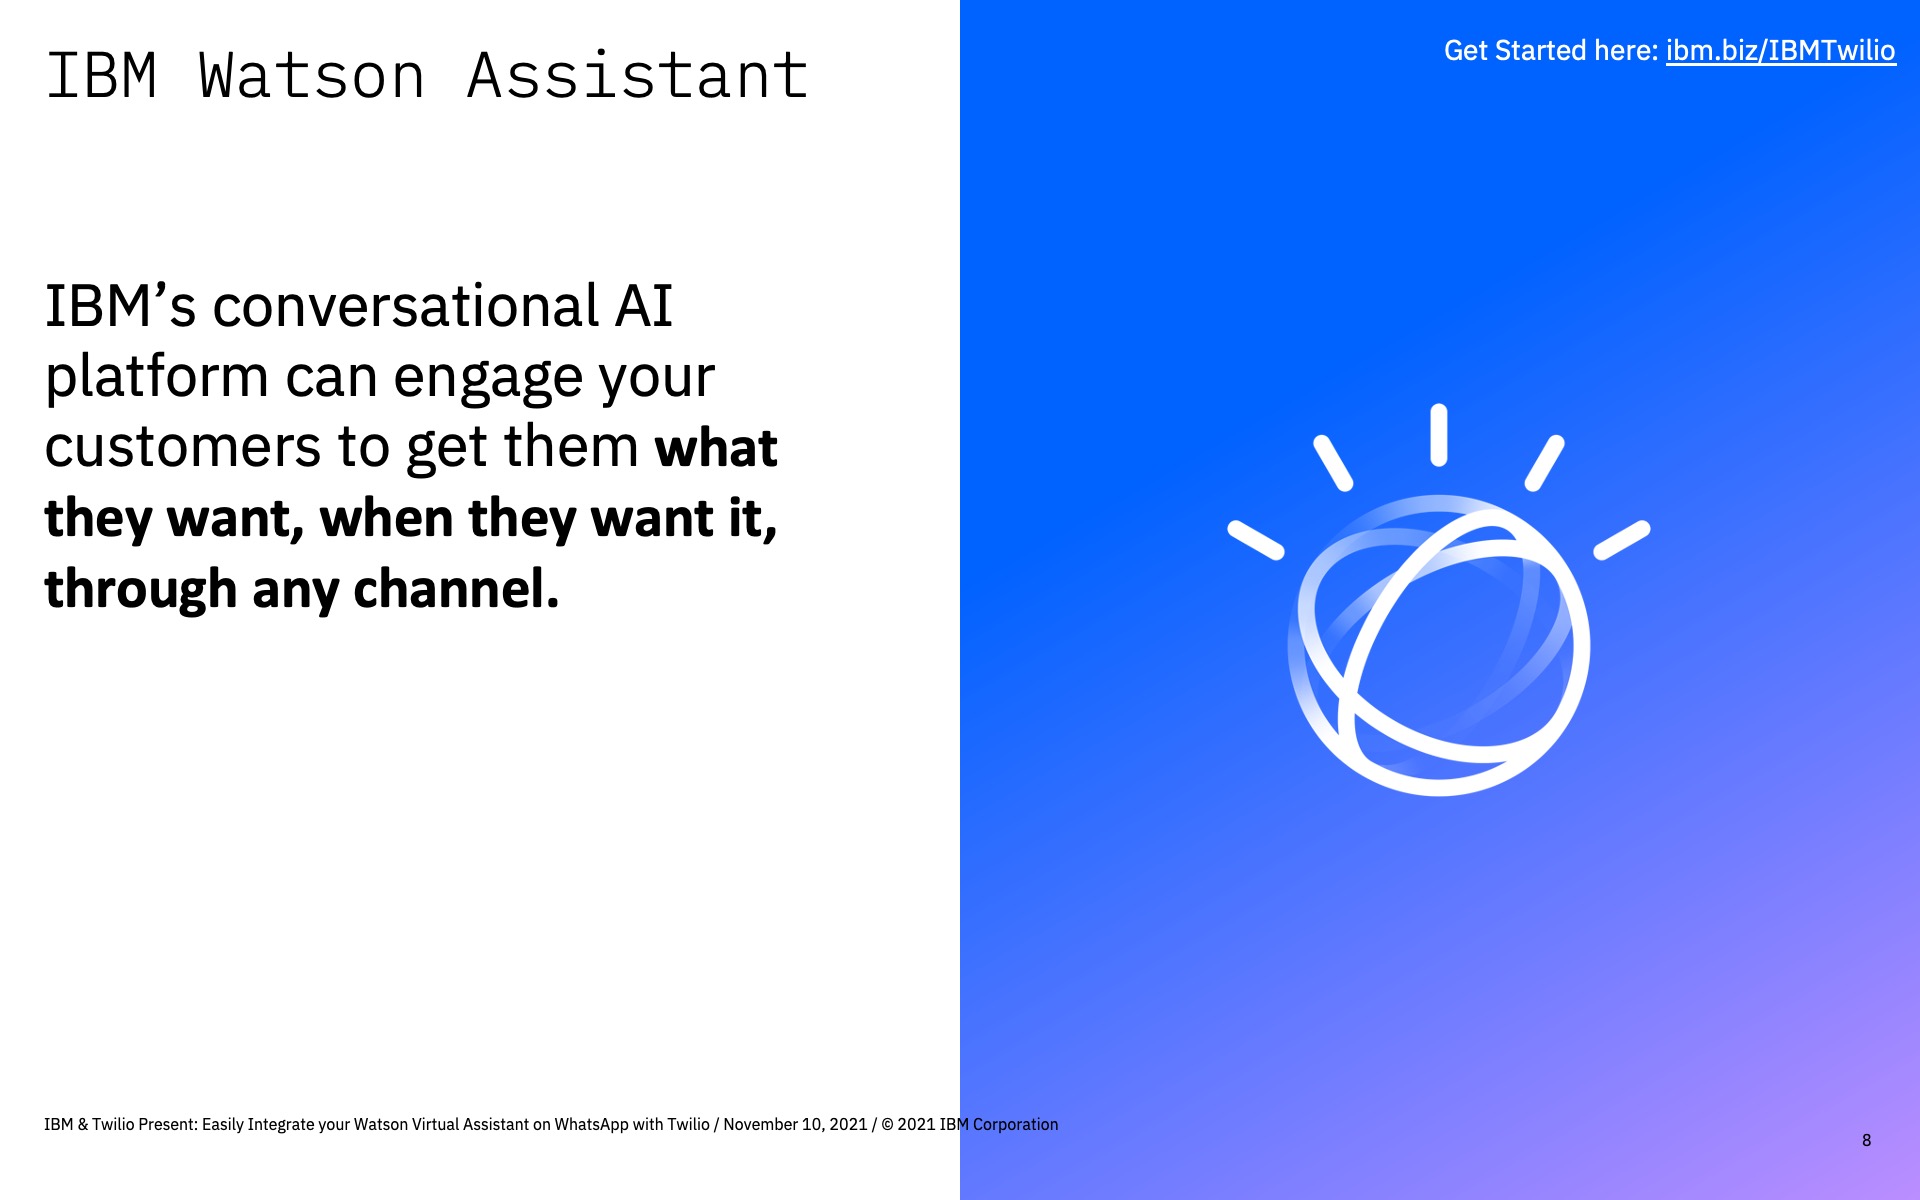 IBM Watson Assistant
Get Started here: ibm.biz/IBMTwilio
IBM’s conversational AI
platform can engage your
customers to get them what
they want, when they want it,
through any channel.
IBM & Twilio Present: Easily Integrate your Watson Virtual Assistant on WhatsApp with Twilio / November 10, 2021 / © 2021 IBM Corporation
8